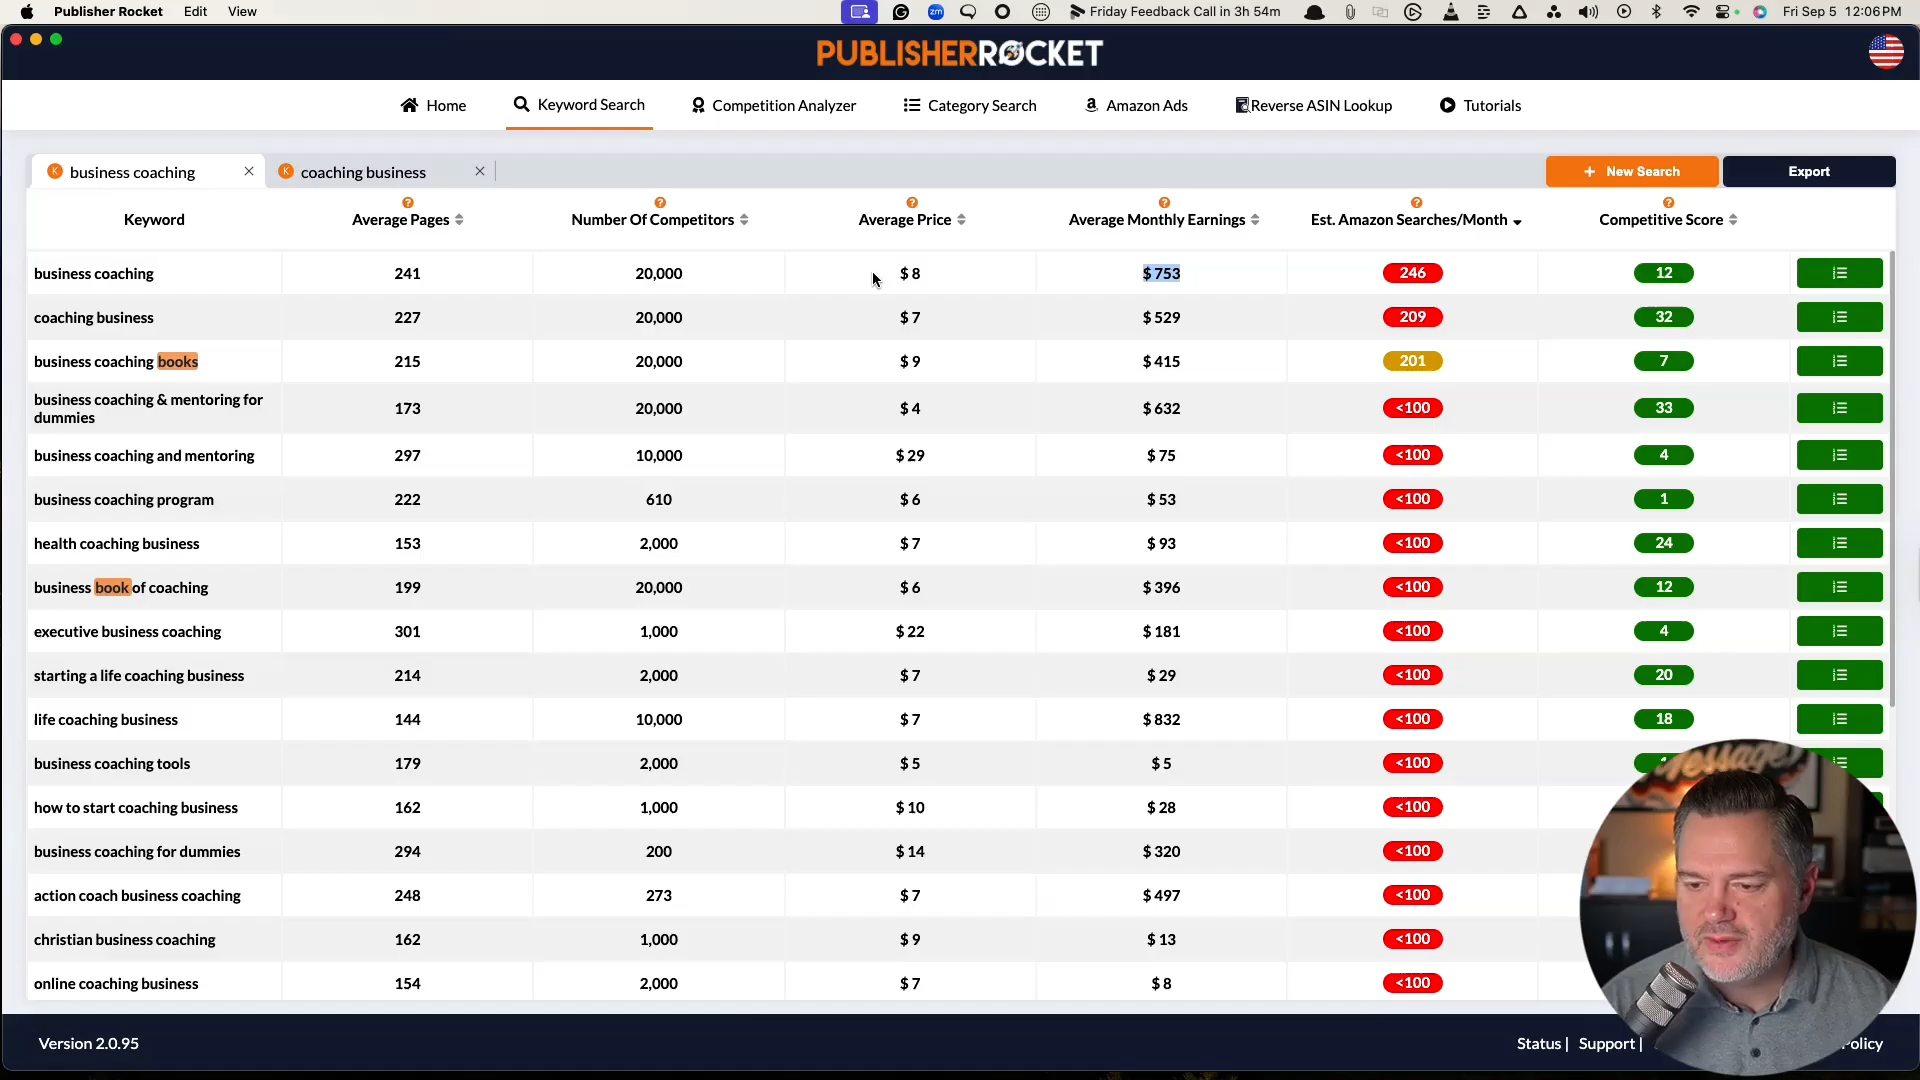 Publisher Rocket Edit View Friday Feedback Call in 3h 54m Fri Sep 5 12:06 PM
PUBLISHERROCKET
Home Keyword Search Competition Analyzer Category Search Amazon Ads Reverse ASIN Lookup Tutorials
K business coaching × K coaching business × + New Search Export
Keyword Average Pages Number Of Competitors Average Price Average Monthly Earnings Est. Amazon Searches/Month Competitive Score
business coaching 241 20,000 $ 8 $ 753 246 12
coaching business 227 20,000 $ 7 $ 529 209 32
business coaching books 215 20,000 $ 9 $ 415 201 7
business coaching & mentoring for
dummies 173 20,000 $ 4 $ 632 <100 33
business coaching and mentoring 297 10,000 $ 29 $ 75 <100 4
business coaching program 222 610 $ 6 $ 53 <100 1
health coaching business 153 2,000 $ 7 $ 93 <100 24
business book of coaching 199 20,000 $ 6 $ 396 <100 12
executive business coaching 301 1,000 $ 22 $ 181 <100 4
starting a life coaching business 214 2,000 $ 7 $ 29 <100 20
life coaching business 144 10,000 $ 7 $ 832 <100 18
business coaching tools 179 2,000 $ 5 $ 5 <100
how to start coaching business 162 1,000 $ 10 $ 28 <100
business coaching for dummies 294 200 $ 14 $ 320 <100
action coach business coaching 248 273 $ 7 $ 497 <100
christian business coaching 162 1,000 $ 9 $ 13 <100
online coaching business 154 2,000 $ 7 $ 8 <100
Message
Version 2.0.95 Status | Support | Policy